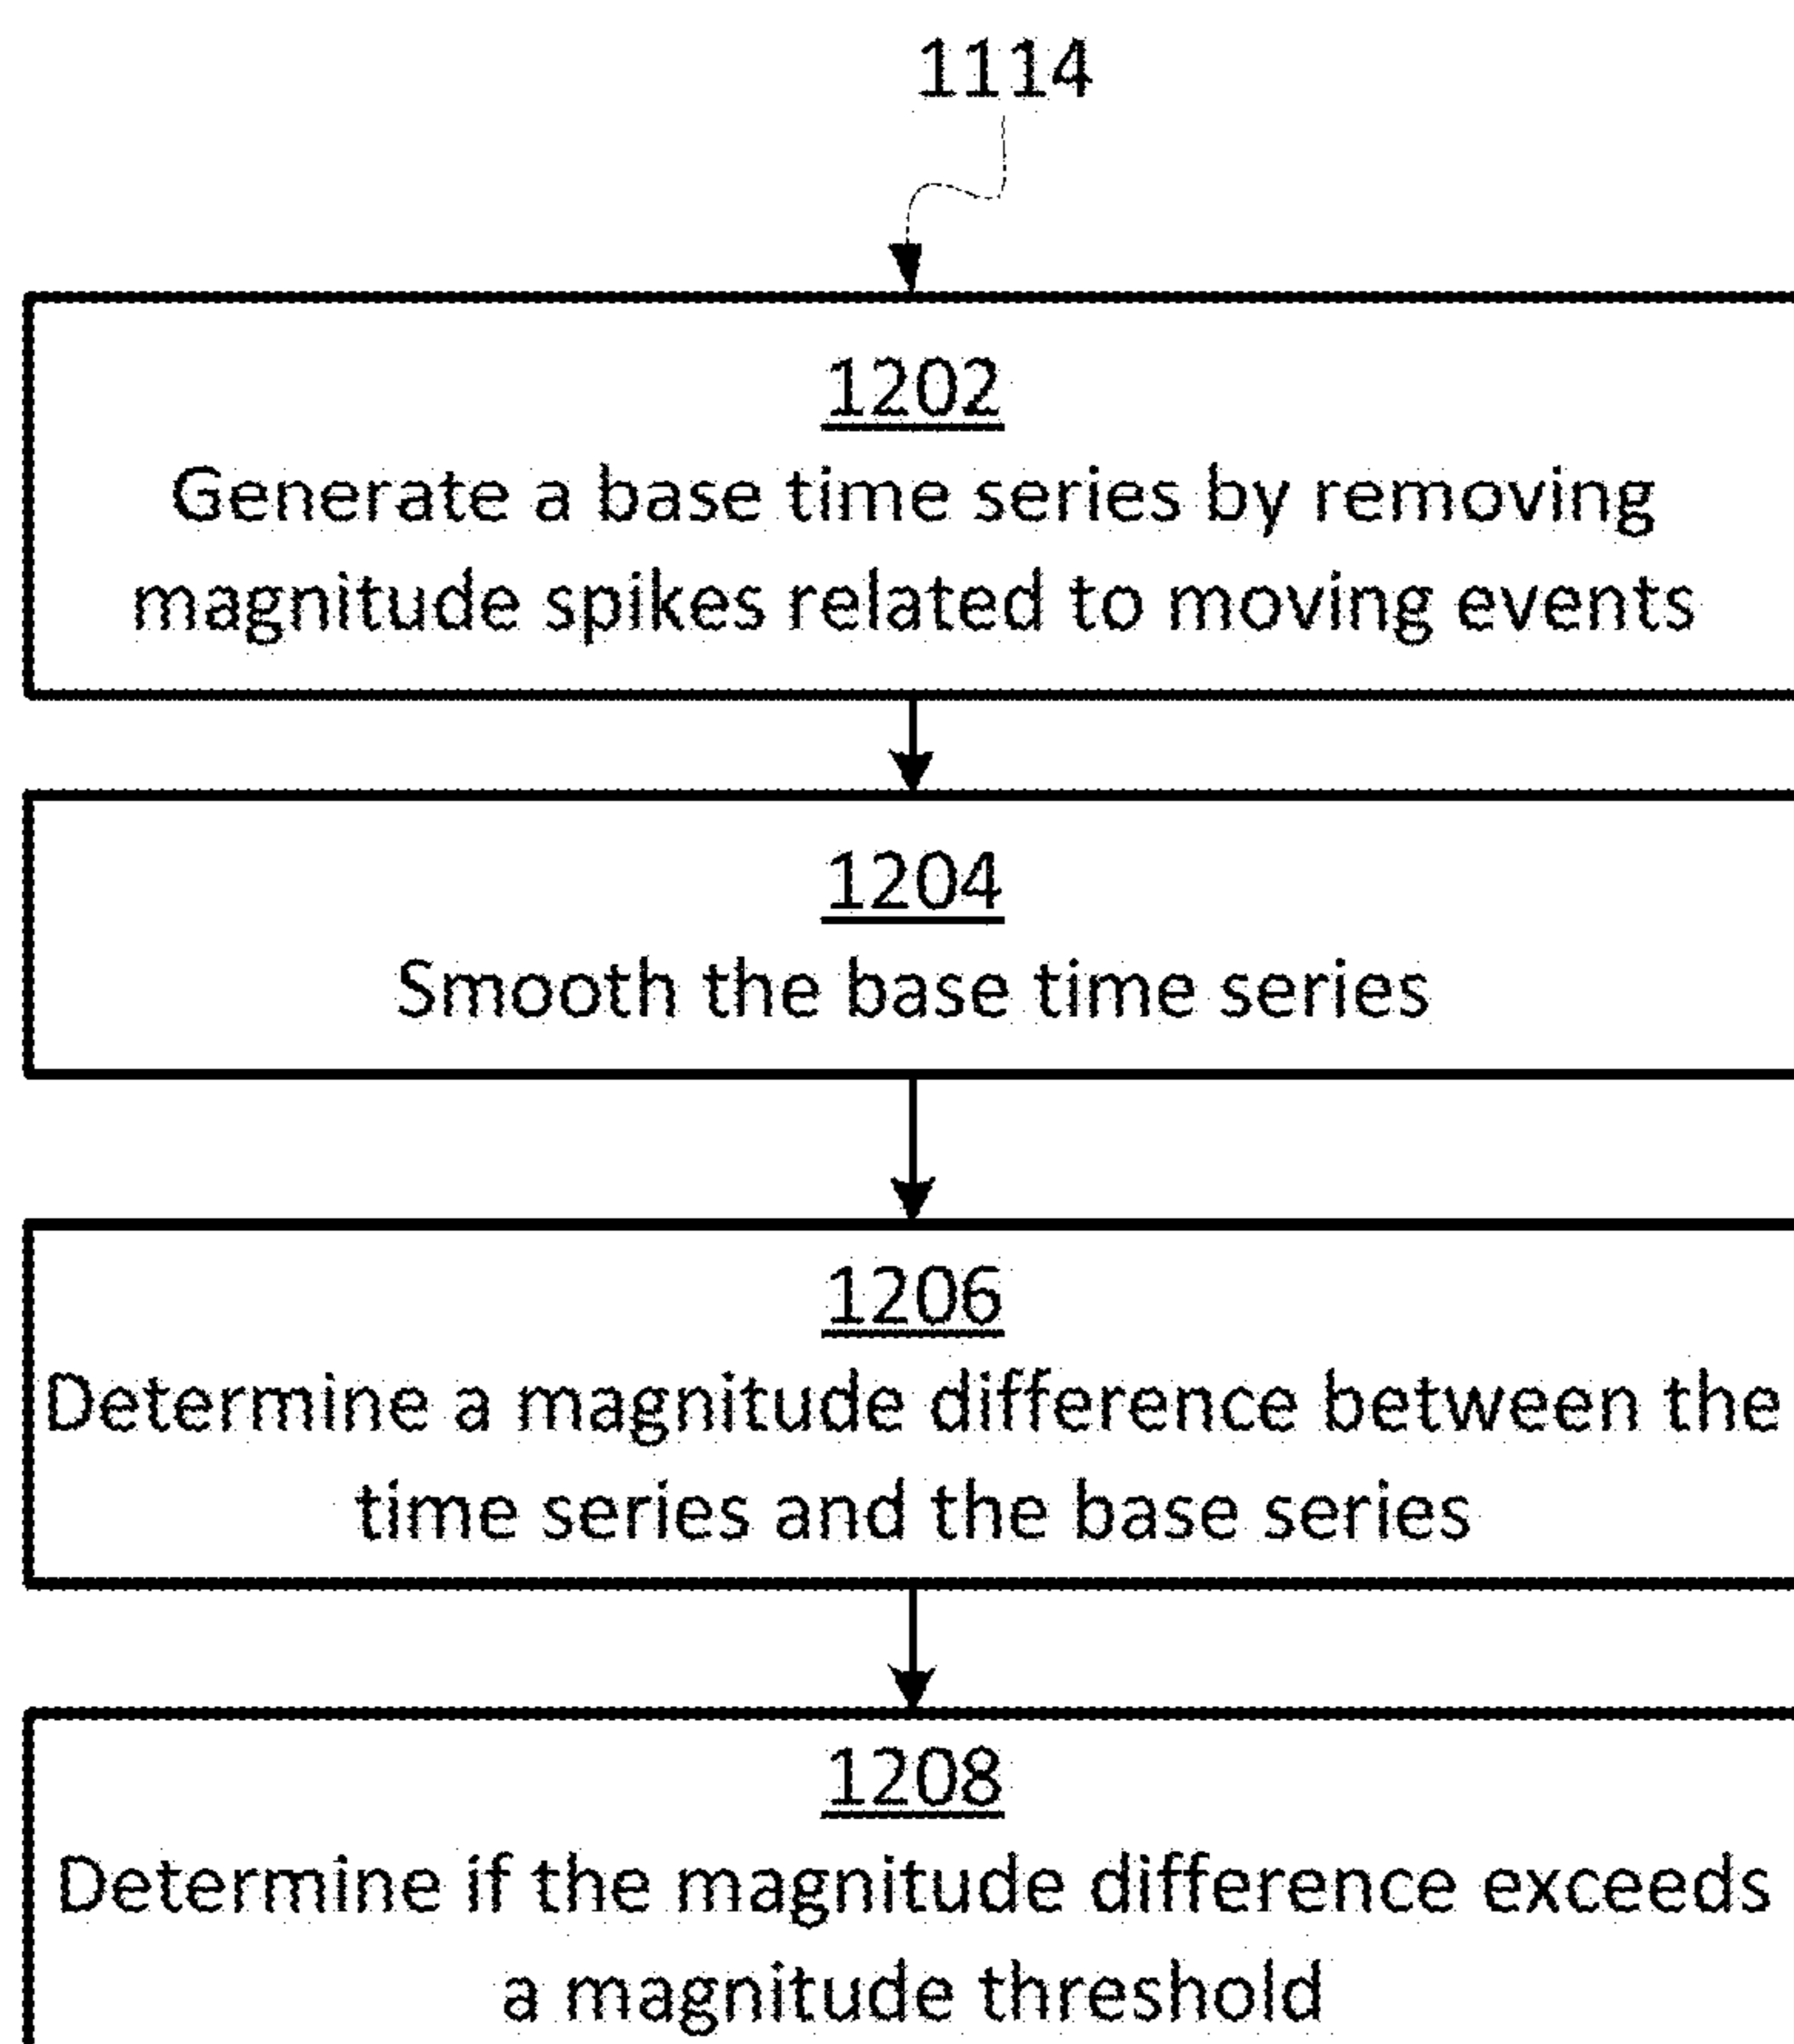 1114
1202
Generate a base time series by removing
magnitude spikes related to moving events
1204
Smooth the base time series
1206
Determine a magnitude difference between the
time series and the base series
1208
Determine if the magnitude difference exceeds
a magnitude threshold